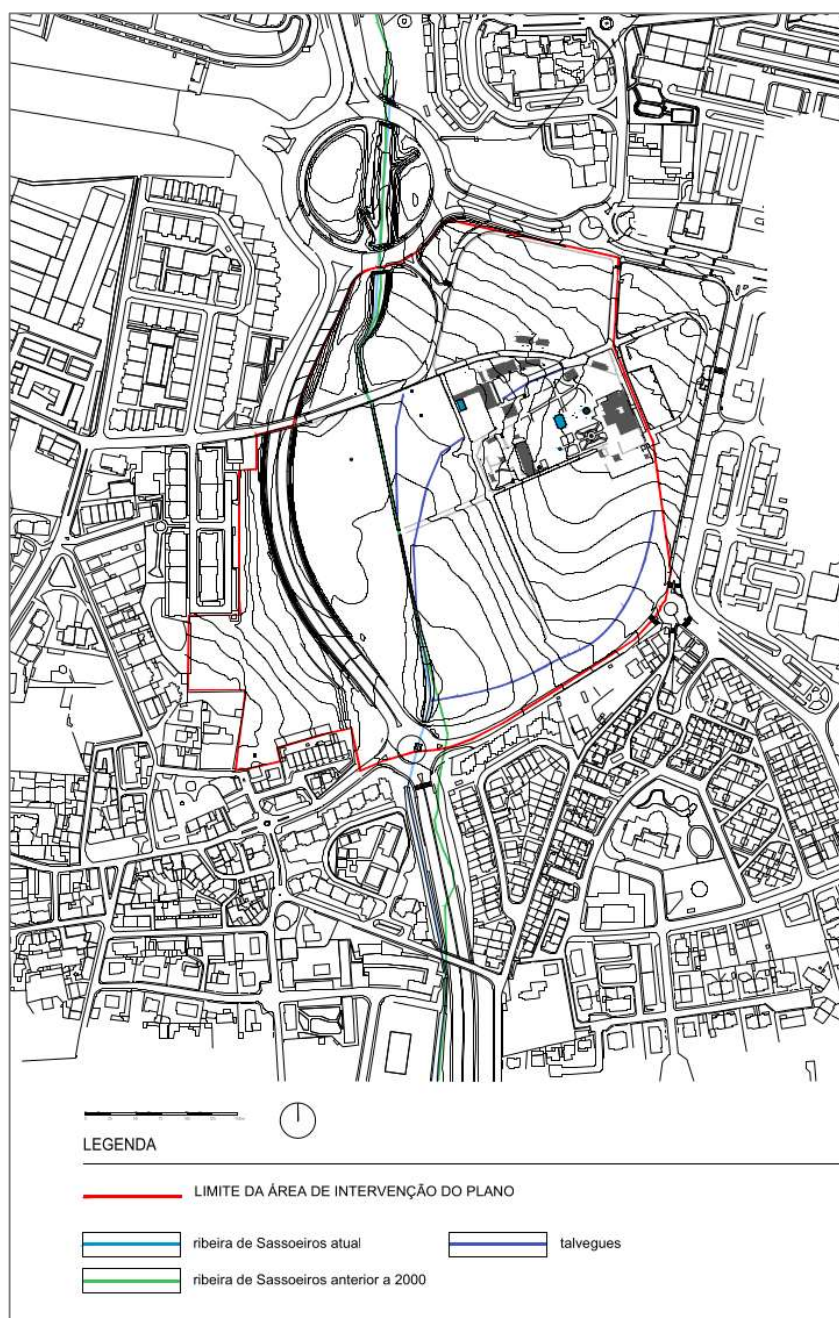 LEGENDA
LIMITE DA ÁREA DE INTERVENÇÃO DO PLANO
ribeira de Sassoeiros atual
talvegues
ribeira de Sassoeiros anterior a 2000